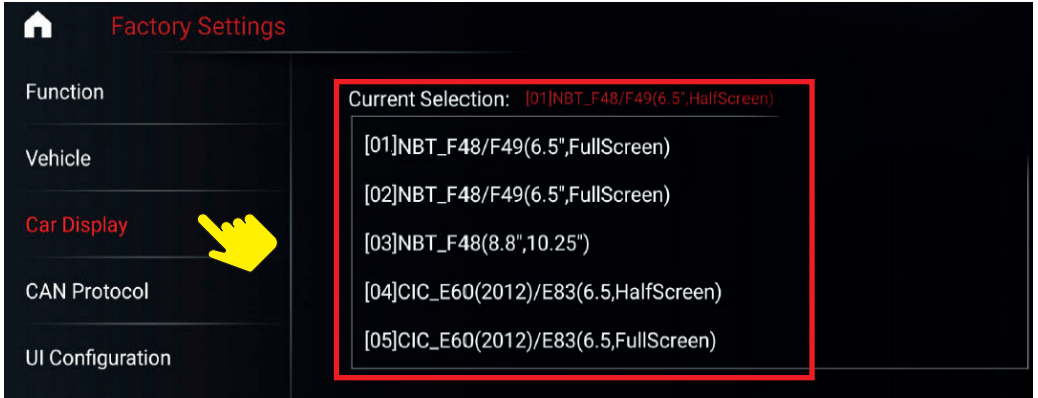 Factory Settings
Function
Vehicle
Car Display
CAN Protocol
UI Configuration
Current Selection: [01]NBT_F48/F49(6.5",HalfScreen)
[01]NBT_F48/F49(6.5",FullScreen)
[02]NBT_F48/F49(6.5",FullScreen)
[03]NBT_F48(8.8",10.25")
[04]CIC_E60(2012)/E83(6.5,HalfScreen)
[05]CIC_E60(2012)/E83(6.5,FullScreen)